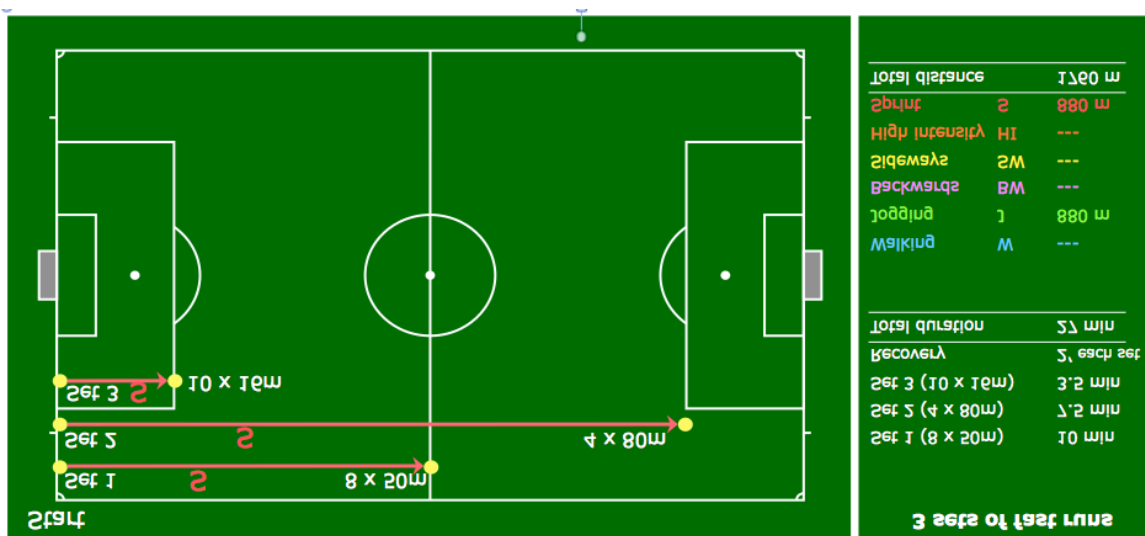 Start
Set 1 S 8 x 50m
Set 2 S 4 x 80m
Set 3 S 10 x 16m
3 sets of fast runs
Set 1 (8 x 50m) 10 min
Set 2 (4 x 80m) 7.5 min
Set 3 (10 x 16m) 3.5 min
Recovery 2' each set
Total duration 27 min
Walking W ---
Jogging J 880 m
Backwards BW ---
Sideways SW ---
High intensity HI ---
Sprint S 880 m
Total distance 1760 m